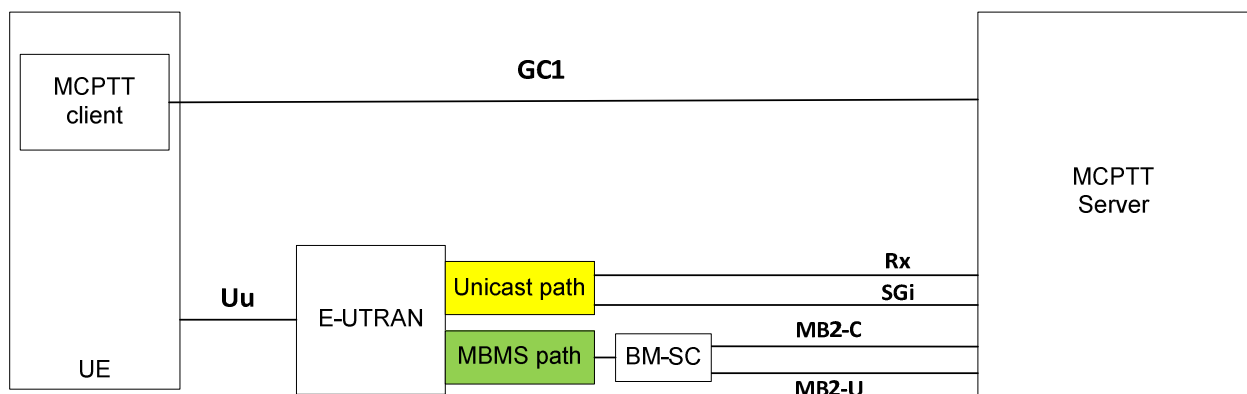 MCPTT
client
GC1
MCPTT
Server
Uu
E-UTRAN
Unicast path
Rx
SGi
MBMS path
BM-SC
MB2-C
MB2-U
UE